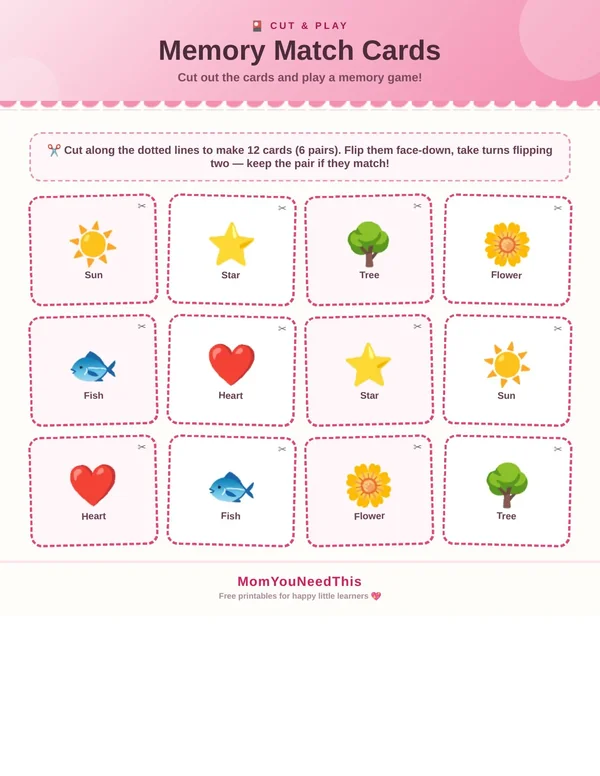 CUT & PLAY
Memory Match Cards
Cut out the cards and play a memory game!
Cut along the dotted lines to make 12 cards (6 pairs). Flip them face-down, take turns flipping
two — keep the pair if they match!
Sun
Star
Tree
Flower
Fish
Heart
Star
Sun
Heart
Fish
Flower
Tree
MomYouNeedThis
Free printables for happy little learners